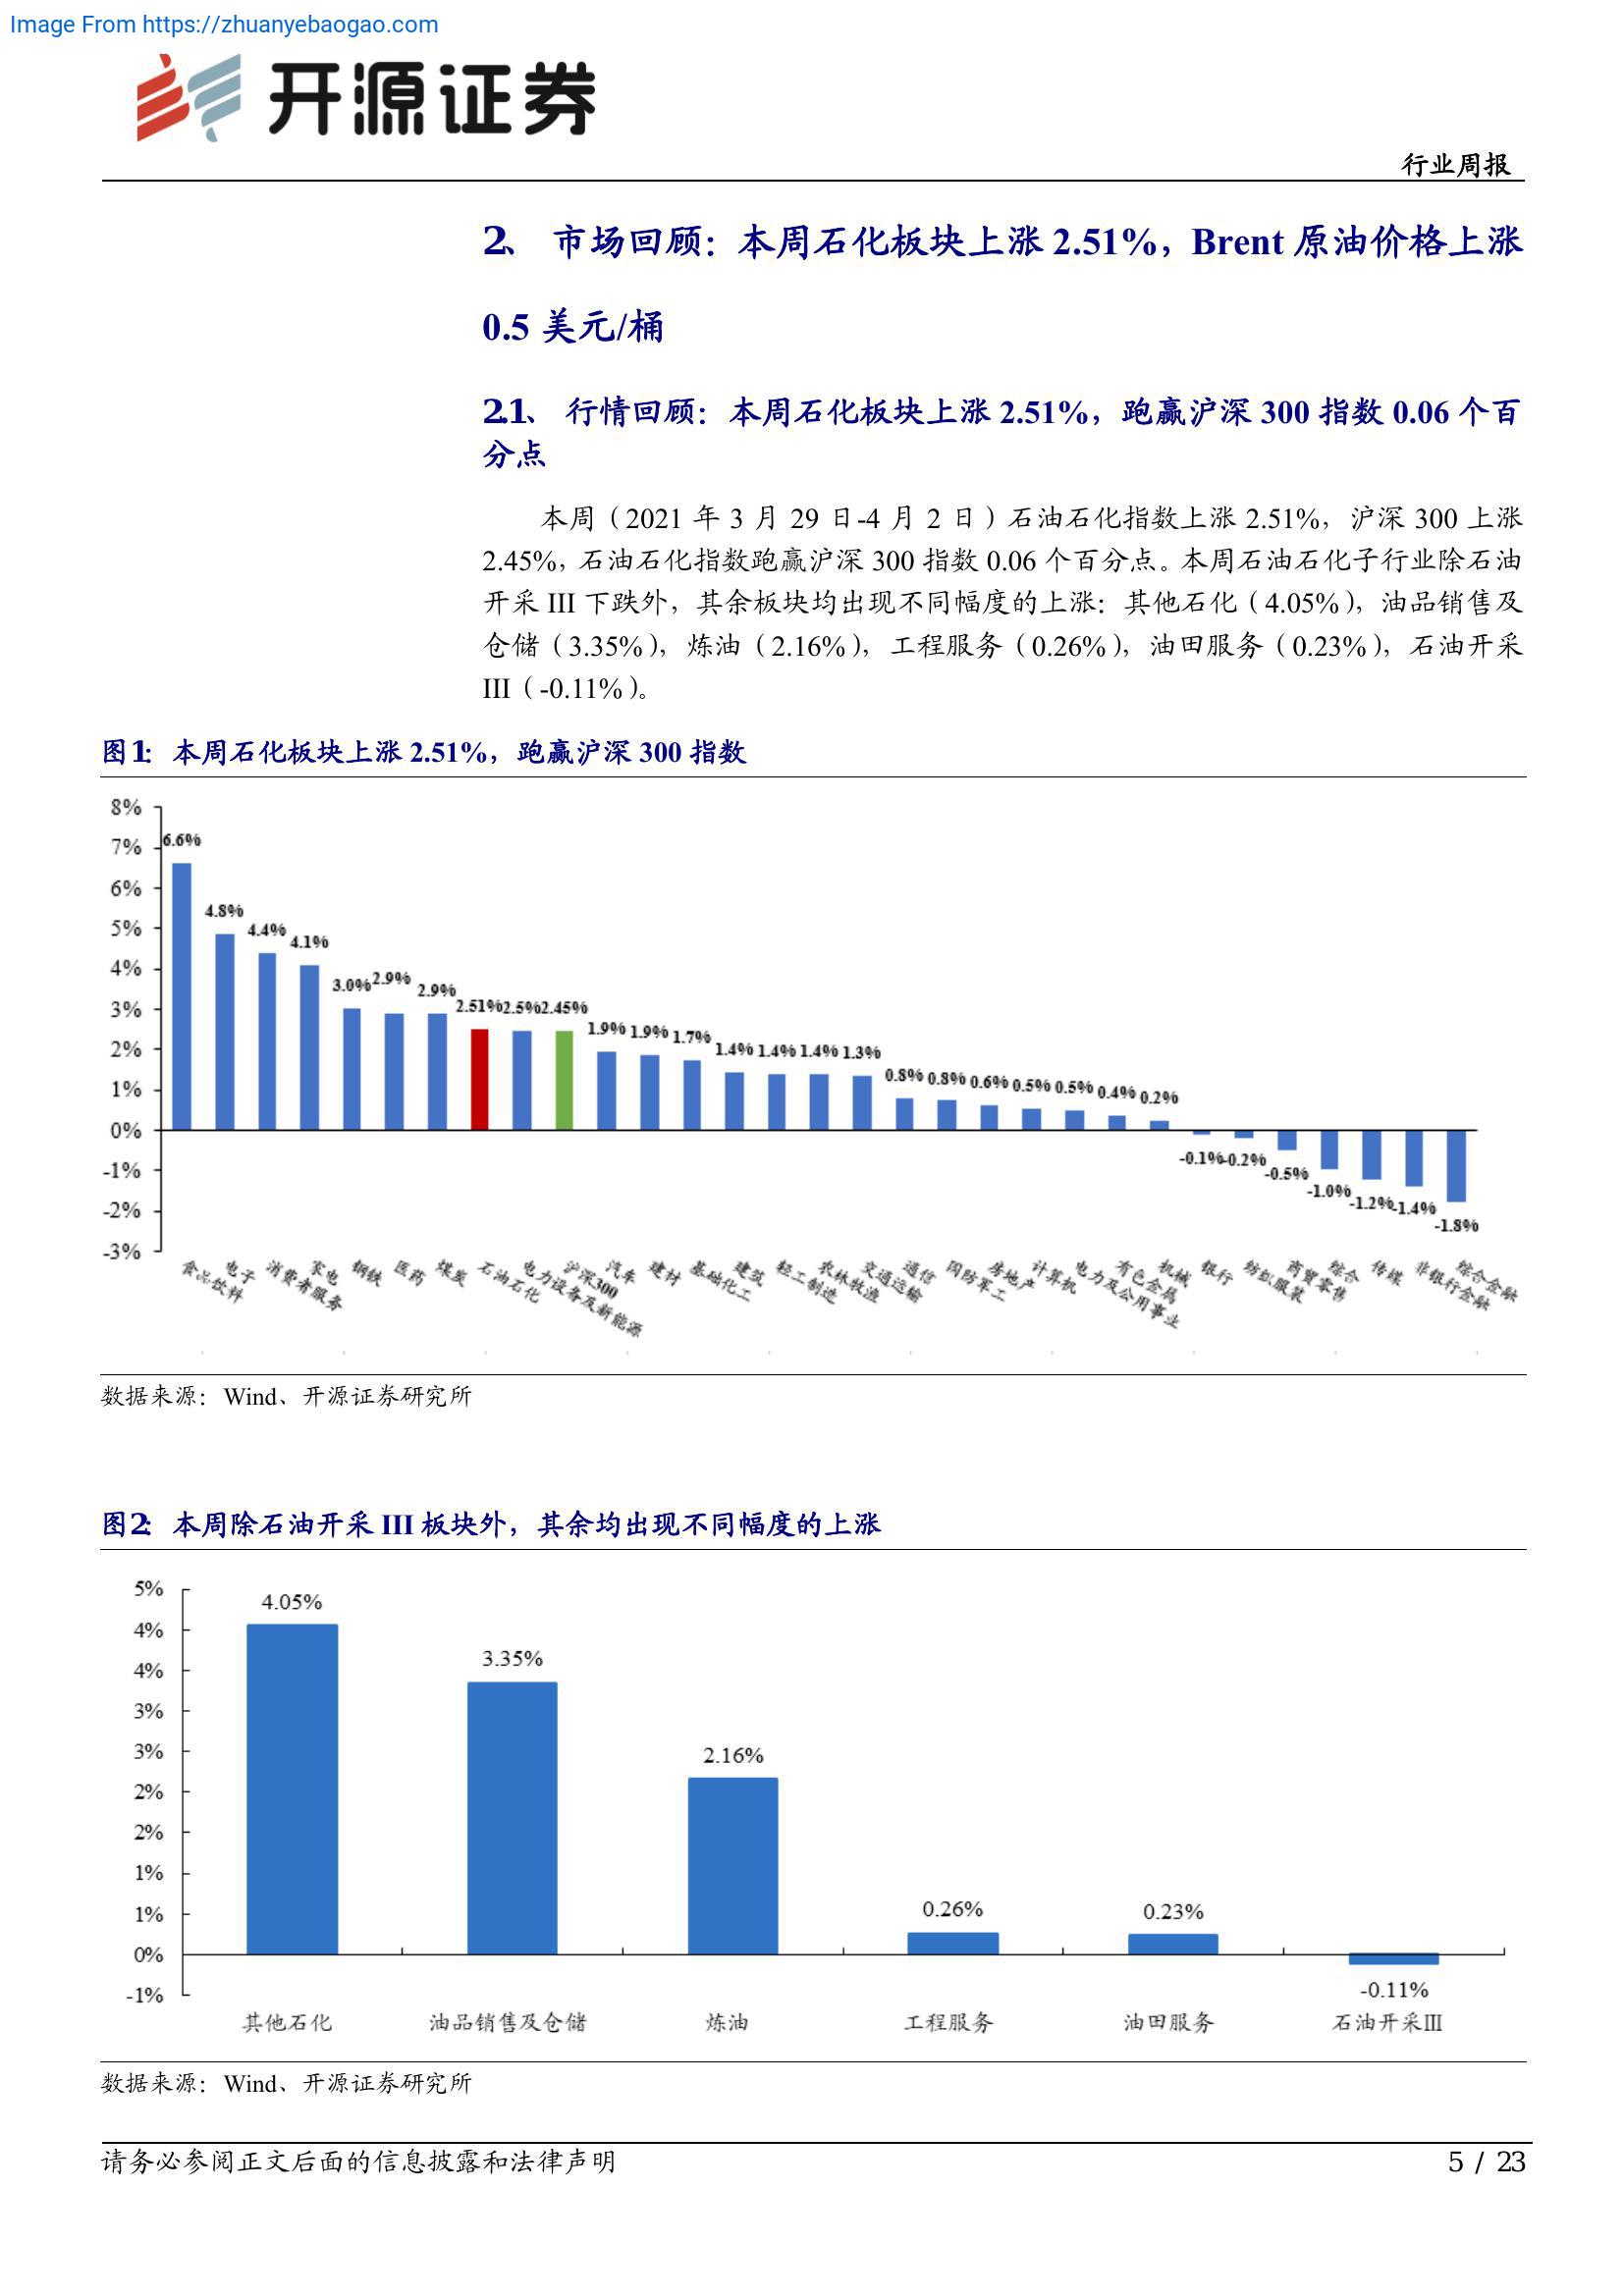 Image From https://zhuanyebaogao.com
开源证券
行业周报
2、 市场回顾：本周石化板块上涨 2.51%，Brent 原油价格上涨
0.5 美元/桶
2.1、 行情回顾：本周石化板块上涨 2.51%，跑赢沪深 300 指数 0.06 个百
分点
本周（2021 年 3 月 29 日-4 月 2 日）石油石化指数上涨 2.51%，沪深 300 上涨
2.45%，石油石化指数跑赢沪深 300 指数 0.06 个百分点。本周石油石化子行业除石油
开采 III 下跌外，其余板块均出现不同幅度的上涨：其他石化（4.05%），油品销售及
仓储（3.35%），炼油（2.16%），工程服务（0.26%），油田服务（0.23%），石油开采
III（-0.11%）。
图1： 本周石化板块上涨 2.51%，跑赢沪深 300 指数
8%
7%
6%
5%
4%
3%
2%
1%
0%
-1%
-2%
-3%
6.6%
4.8%
4.4%
4.1%
3.0%
2.9%
2.9%
2.51%
2.5%
2.45%
1.9%
1.9%
1.7%
1.4%
1.4%
1.4%
1.3%
0.8%
0.8%
0.6%
0.5%
0.5%
0.4%
0.2%
-0.1%
-0.2%
-0.5%
-1.0%
-1.2%
-1.4%
-1.8%
食品饮料
电子
消费者服务
家电
钢铁
医药
煤炭
石油石化
电力设备及新能源
沪深300
汽车
建材
基础化工
建筑
轻工制造
农林牧渔
交通运输
通信
国防军工
房地产
计算机
电力及公用事业
有色金属
机械
银行
纺织服装
商贸零售
综合
传媒
非银行金融
综合金融
数据来源：Wind、开源证券研究所
图2： 本周除石油开采 III 板块外，其余均出现不同幅度的上涨
5%
4%
4%
3%
3%
2%
2%
1%
1%
0%
-1%
4.05%
3.35%
2.16%
0.26%
0.23%
-0.11%
其他石化
油品销售及仓储
炼油
工程服务
油田服务
石油开采Ⅲ
数据来源：Wind、开源证券研究所
请务必参阅正文后面的信息披露和法律声明
5 / 23